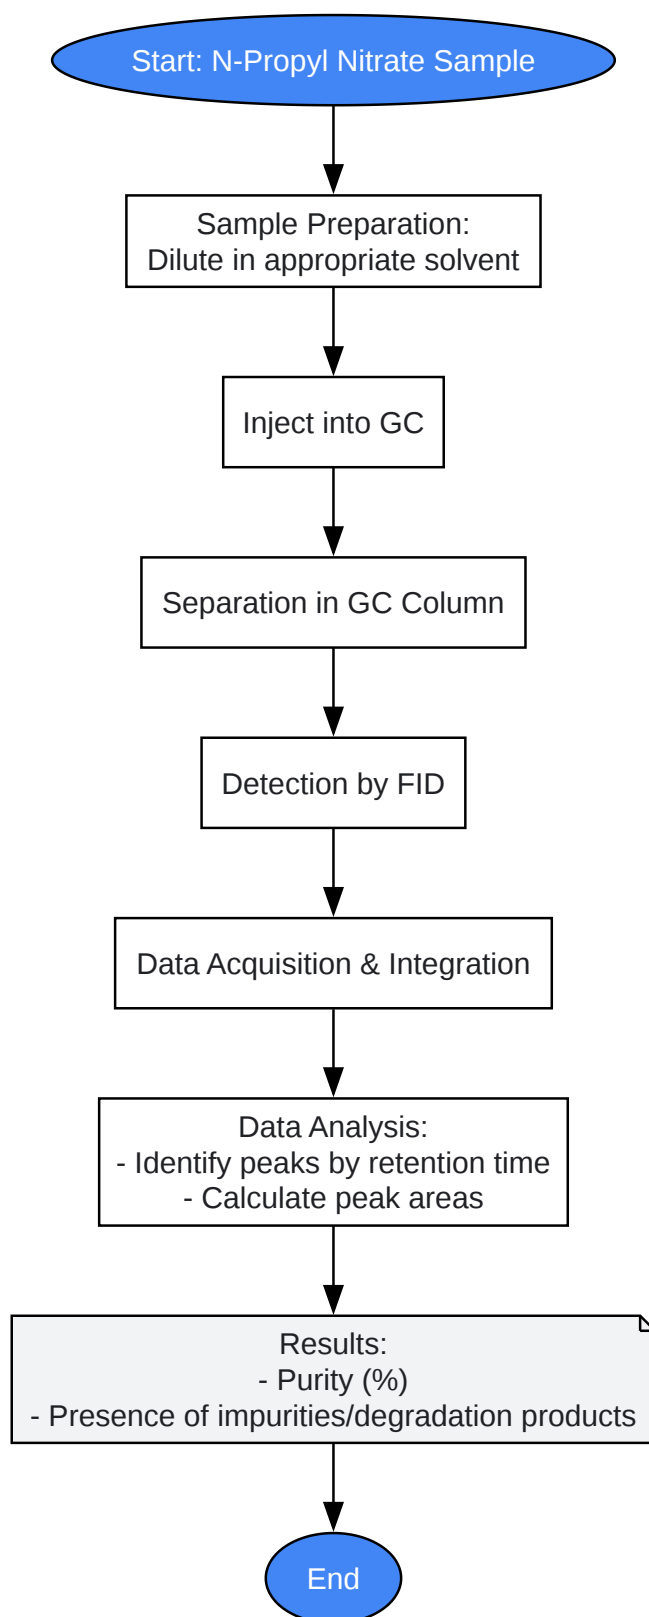 Start: N-Propyl Nitrate Sample
Sample Preparation:
Dilute in appropriate solvent
Inject into GC
Separation in GC Column
Detection by FID
Data Acquisition & Integration
Data Analysis:
- Identify peaks by retention time
- Calculate peak areas
Results:
- Purity (%)
- Presence of impurities/degradation products
End